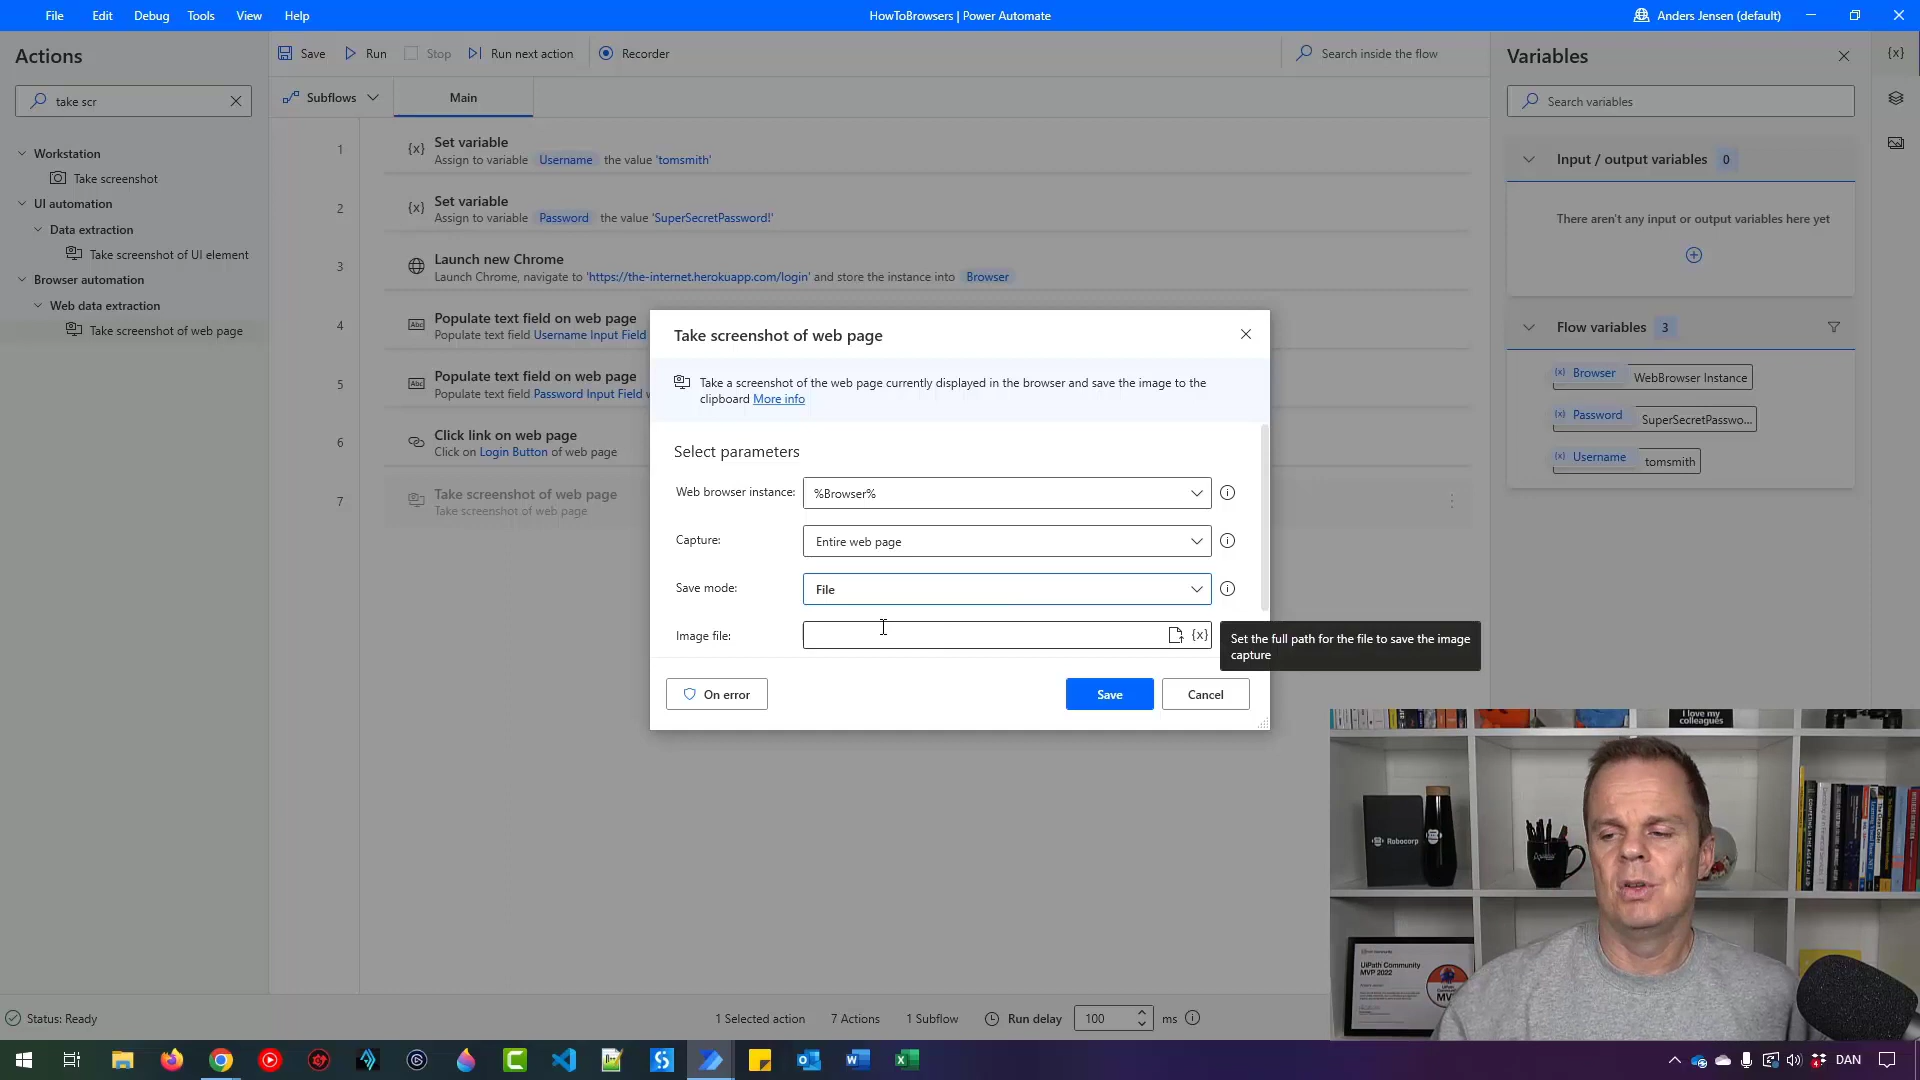 File Edit Debug Tools View Help
HowToBrowsers | Power Automate
Anders Jensen (default)
Actions
take scr
Workstation
Take screenshot
UI automation
Data extraction
Take screenshot of UI element
Browser automation
Web data extraction
Take screenshot of web page
Save Run Stop Run next action Recorder
Search inside the flow
Subflows Main
1 Set variable
Assign to variable Username the value 'tomsmith'
2 Set variable
Assign to variable Password the value 'SuperSecretPassword!'
3 Launch new Chrome
Launch Chrome, navigate to 'https://the-internet.herokuapp.com/login' and store the instance into Browser
4 Populate text field on web page
Populate text field Username Input Field
5 Populate text field on web page
Populate text field Password Input Field
6 Click link on web page
Click on Login Button of web page
7 Take screenshot of web page
Take screenshot of web page
Take screenshot of web page
Take a screenshot of the web page currently displayed in the browser and save the image to the
clipboard More info
Select parameters
Web browser instance: %Browser%
Capture: Entire web page
Save mode: File
Image file: {x}
Set the full path for the file to save the image
capture
On error Save Cancel
Variables {x}
Search variables
Input / output variables 0
There aren't any input or output variables here yet
Flow variables 3
(x) Browser WebBrowser Instance
(x) Password SuperSecretPasswo...
(x) Username tomsmith
I love my
colleagues
Robocorp
UiPath Community
MVP 2022
Status: Ready
1 Selected action 7 Actions 1 Subflow Run delay 100 ms
DAN